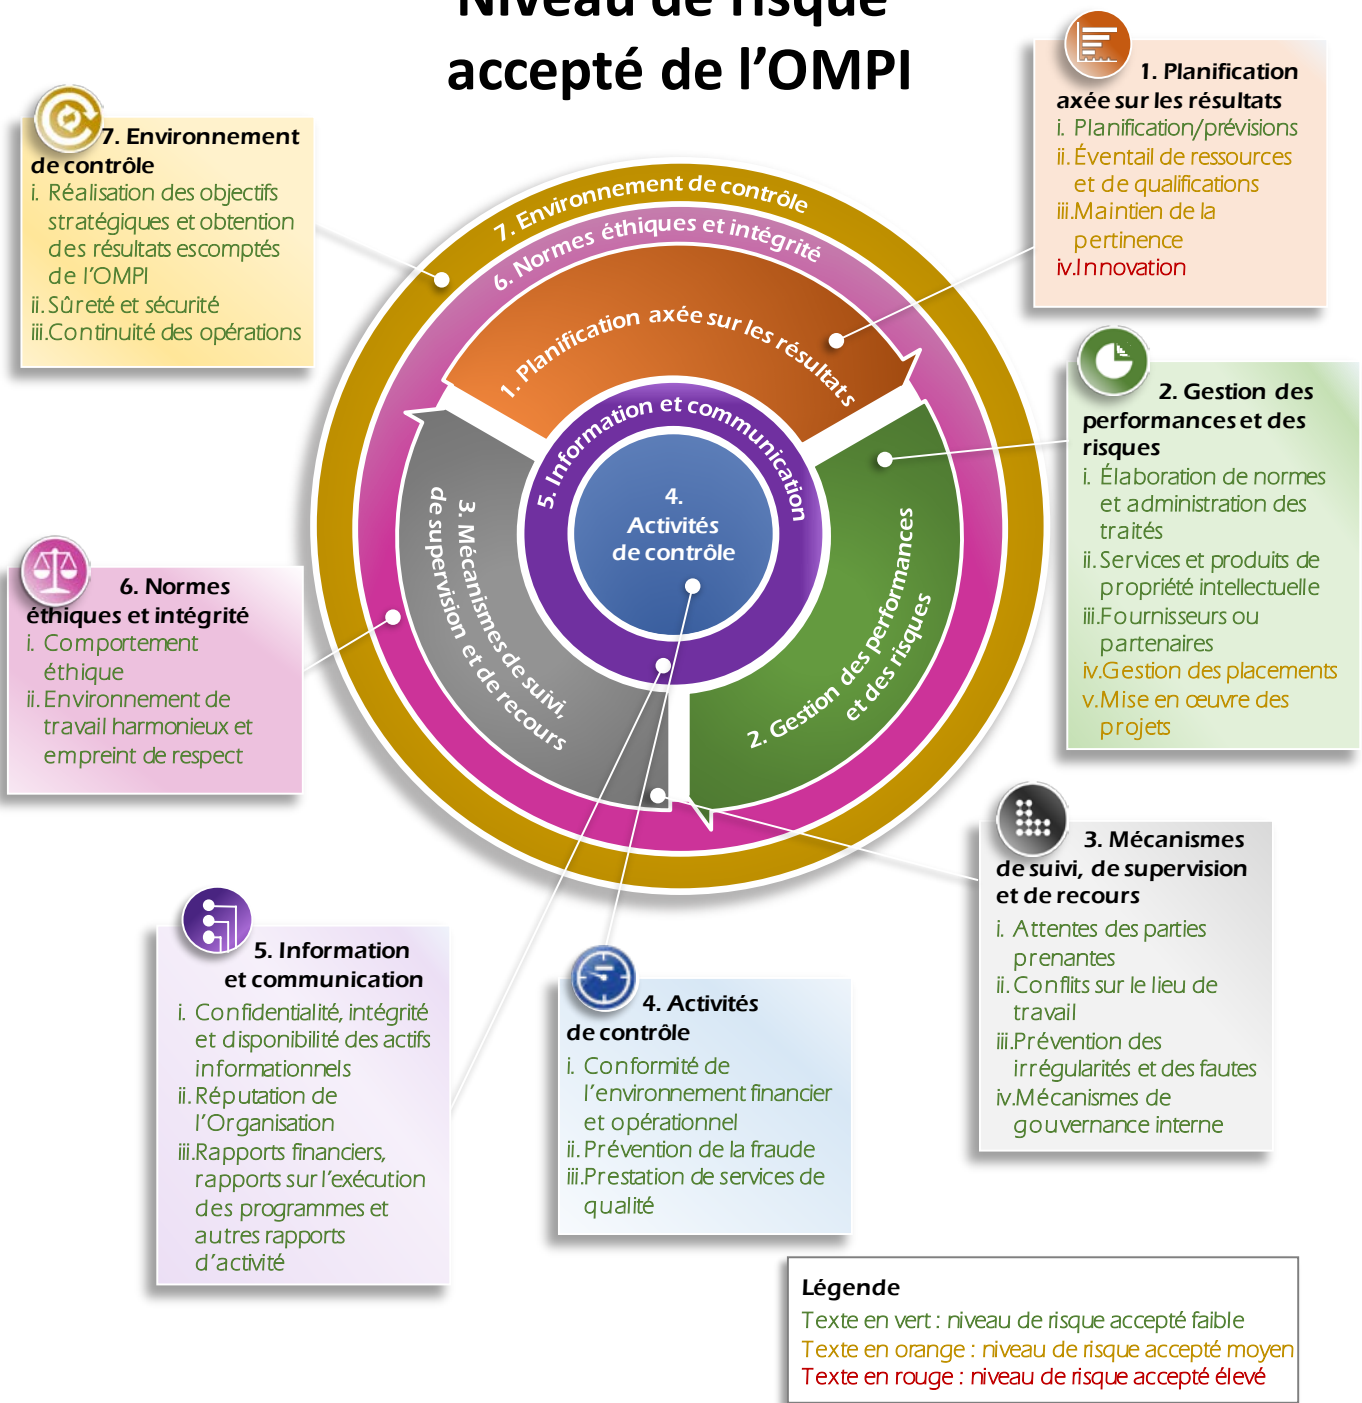 Niveau de risque
accepté de l’OMPI
1. Planification
axée sur les résultats
i. Planification/prévisions
ii. Éventail de ressources
et de qualifications
iii. Maintien de la
pertinence
iv. Innovation
7. Environnement
de contrôle
i. Réalisation des objectifs
stratégiques et obtention
des résultats escomptés
de l’OMPI
ii. Sûreté et sécurité
iii. Continuité des opérations
7. Environnement de contrôle
6. Normes éthiques et intégrité
1. Planification axée sur les résultats
5. Information et communication
4.
Activités
de contrôle
3. Mécanismes de suivi,
de supervision et de recours
2. Gestion des performances
et des risques
2. Gestion des
performances et des
risques
i. Élaboration de normes
et administration des
traités
ii. Services et produits de
propriété intellectuelle
iii. Fournisseurs ou
partenaires
iv. Gestion des placements
v. Mise en œuvre des
projets
6. Normes
éthiques et intégrité
i. Comportement
éthique
ii. Environnement de
travail harmonieux et
empreint de respect
3. Mécanismes
de suivi, de supervision
et de recours
i. Attentes des parties
prenantes
ii. Conflits sur le lieu de
travail
iii. Prévention des
irrégularités et des fautes
iv. Mécanismes de
gouvernance interne
5. Information
et communication
i. Confidentialité, intégrité
et disponibilité des actifs
informationnels
ii. Réputation de
l’Organisation
iii. Rapports financiers,
rapports sur l’exécution
des programmes et
autres rapports
d’activité
4. Activités
de contrôle
i. Conformité de
l’environnement financier
et opérationnel
ii. Prévention de la fraude
iii. Prestation de services de
qualité
Légende
Texte en vert : niveau de risque accepté faible
Texte en orange : niveau de risque accepté moyen
Texte en rouge : niveau de risque accepté élevé